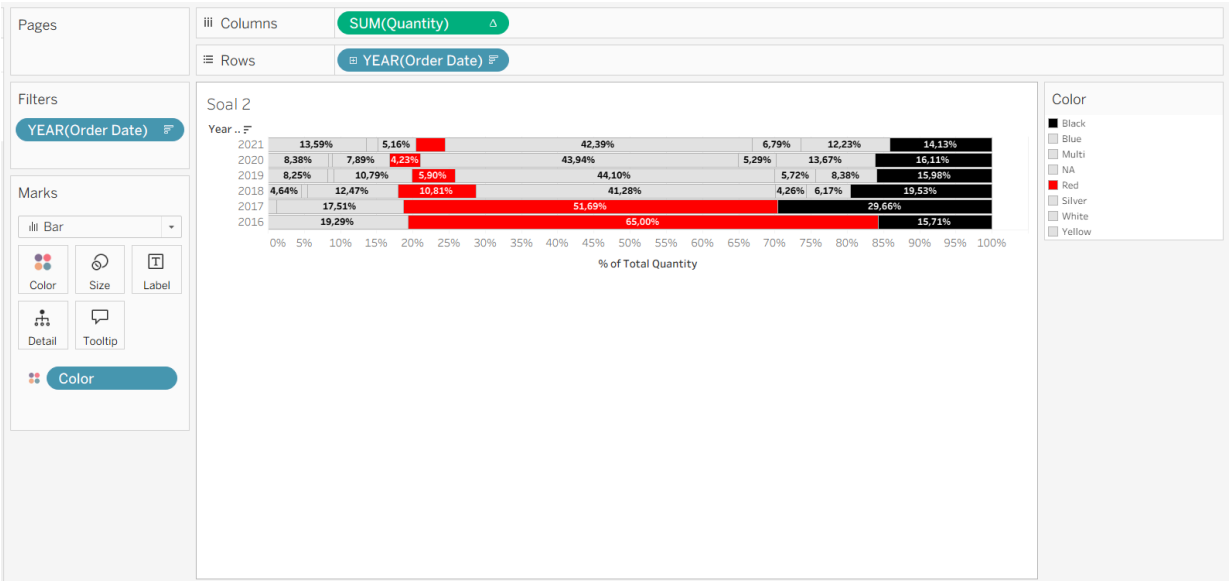 Pages
Columns
SUM(Quantity) Δ
Rows
YEAR(Order Date)
Filters
YEAR(Order Date)
Marks
Bar
Color
Size
Label
Detail
Tooltip
Color
Soal 2
Year ..
2021 13,59% 5,16% 42,39% 6,79% 12,23% 14,13%
2020 8,38% 7,89% 4,23% 43,94% 5,29% 13,67% 16,11%
2019 8,25% 10,79% 5,90% 44,10% 5,72% 8,38% 15,98%
2018 4,64% 12,47% 10,81% 41,28% 4,26% 6,17% 19,53%
2017 17,51% 51,69% 29,66%
2016 19,29% 65,00% 15,71%
0% 5% 10% 15% 20% 25% 30% 35% 40% 45% 50% 55% 60% 65% 70% 75% 80% 85% 90% 95% 100%
% of Total Quantity
Color
Black
Blue
Multi
NA
Red
Silver
White
Yellow